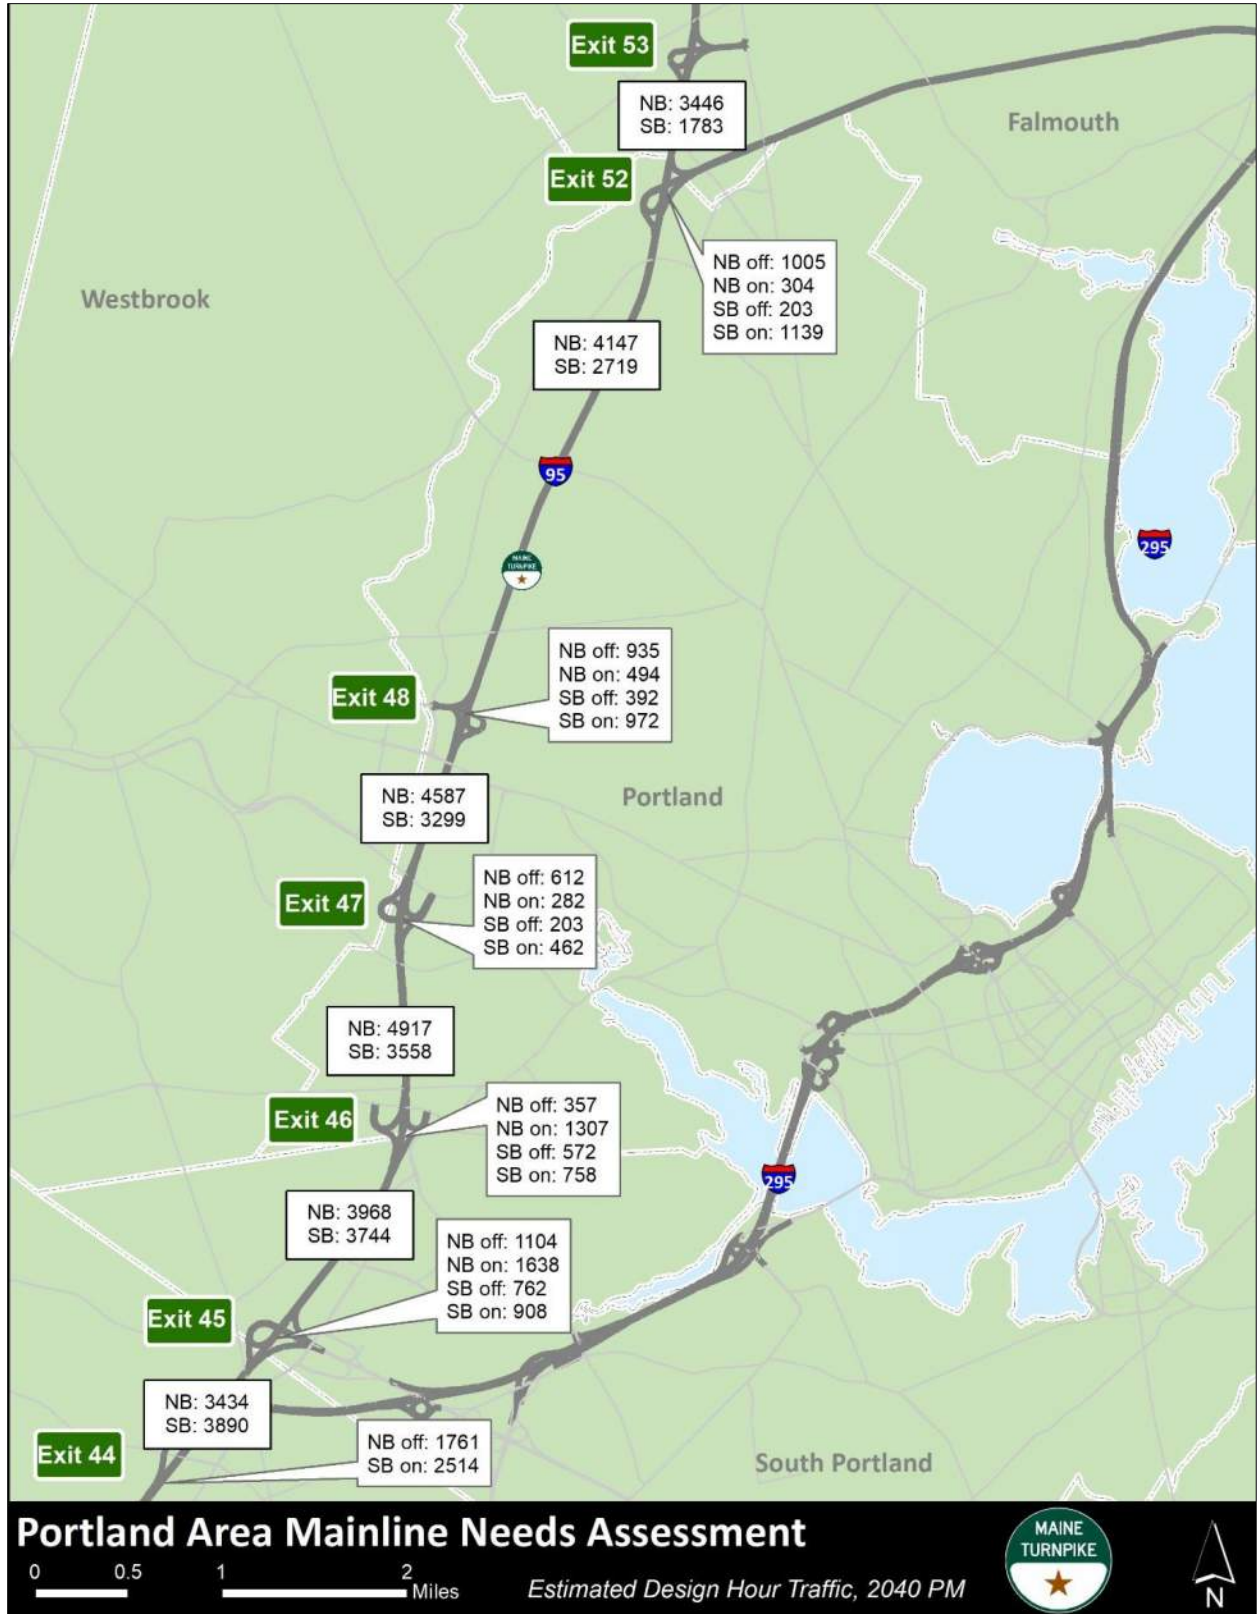 Exit 53
NB: 3446
SB: 1783
Falmouth
Exit 52
NB off: 1005
NB on: 304
SB off: 203
SB on: 1139
Westbrook
NB: 4147
SB: 2719
95
MAINE
TURNPIKE
295
NB off: 935
NB on: 494
SB off: 392
SB on: 972
Exit 48
NB: 4587
SB: 3299
Portland
NB off: 612
NB on: 282
SB off: 203
SB on: 462
Exit 47
NB: 4917
SB: 3558
Exit 46
NB off: 357
NB on: 1307
SB off: 572
SB on: 758
295
NB: 3968
SB: 3744
NB off: 1104
NB on: 1638
SB off: 762
SB on: 908
Exit 45
NB: 3434
SB: 3890
Exit 44
NB off: 1761
SB on: 2514
South Portland
Portland Area Mainline Needs Assessment
0 0.5 1 2
Miles
Estimated Design Hour Traffic, 2040 PM
MAINE
TURNPIKE
N